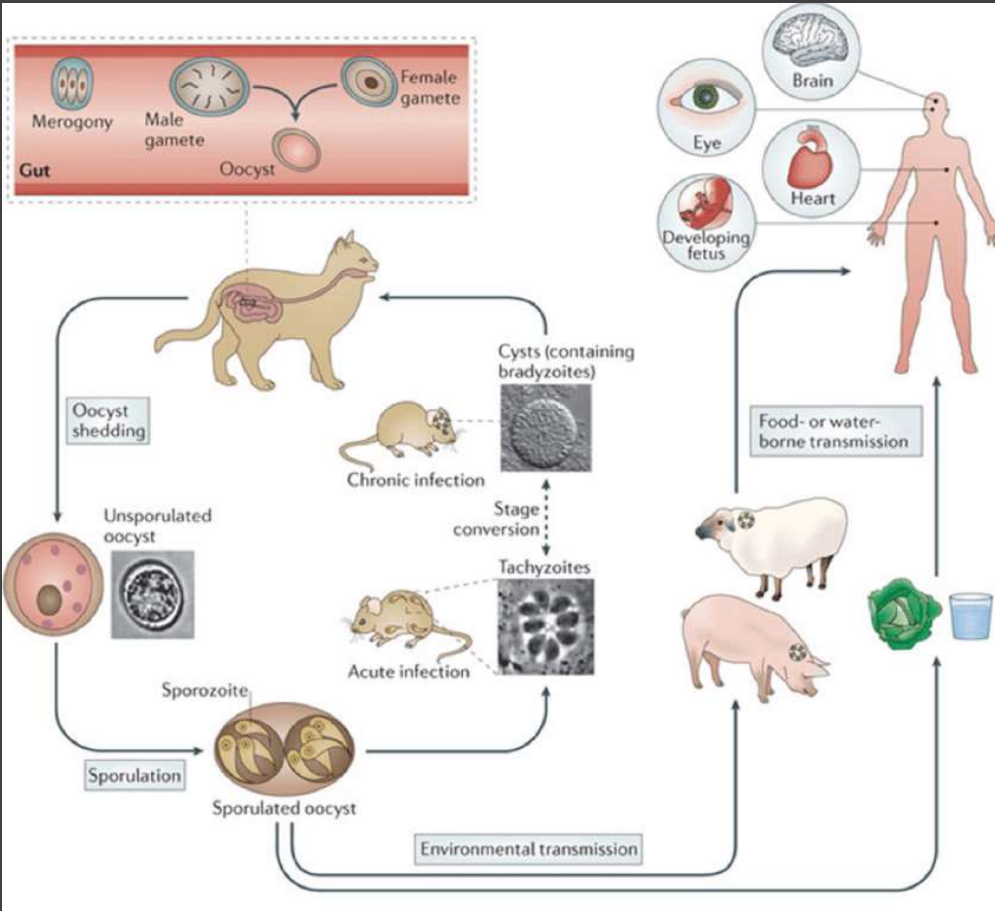 Merogony
Male
gamete
Female
gamete
Oocyst
Gut
Brain
Eye
Heart
Developing
fetus
Oocyst
shedding
Cysts (containing
bradyzoites)
Chronic infection
Stage
conversion
Tachyzoites
Acute infection
Unsporulated
oocyst
Sporozoite
Sporulation
Sporulated oocyst
Food- or water-
borne transmission
Environmental transmission